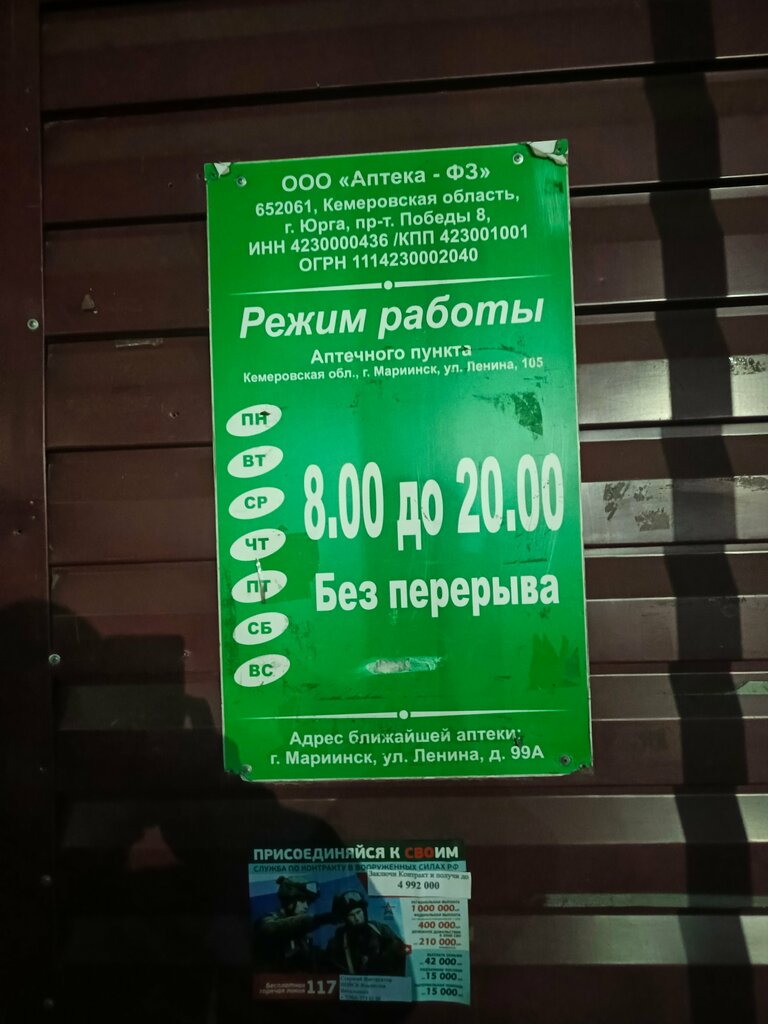 ООО «Аптека - ФЗ»
652061, Кемеровская область,
г. Юрга, пр-т. Победы 8,
ИНН 4230000436 /КПП 423001001
ОГРН 1114230002040
Режим работы
Аптечного пункта
Кемеровская обл., г. Мариинск, ул. Ленина, 105
ПН
ВТ
СР
ЧТ
ПТ
СБ
ВС
8.00 до 20.00
Без перерыва
Адрес ближайшей аптеки:
г. Мариинск, ул. Ленина, д. 99А
ПРИСОЕДИНЯЙСЯ К СВОИМ
СЛУЖБА ПО КОНТРАКТУ В ВООРУЖЕННЫХ СИЛАХ РФ
Заключи Контракт и получи до
4 992 000
1 000 000
400 000
210 000
42 000
15 000
15 000
Бесплатная
горячая линия 117